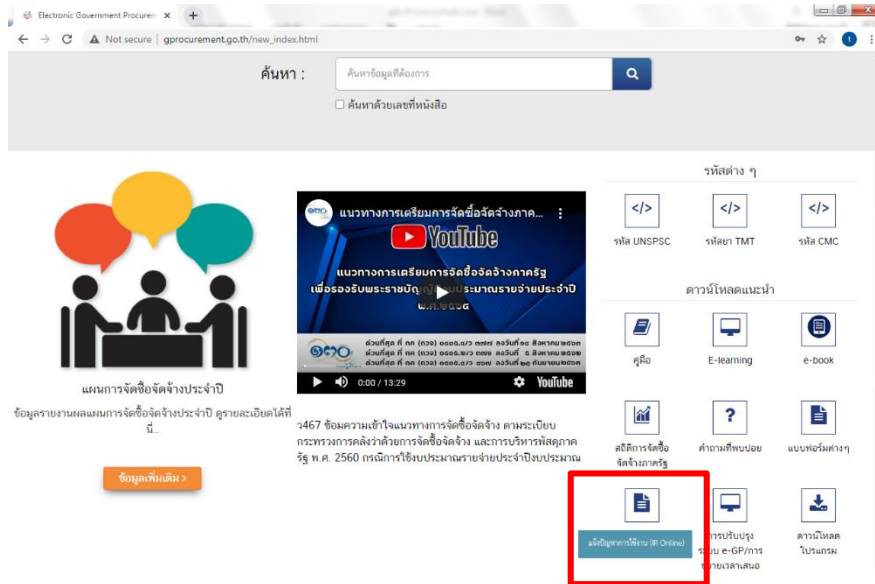 Electronic Government Procurem
Not secure | gprocurement.go.th/new_index.html
ค้นหา :
ค้นหาข้อมูลที่ต้องการ
ค้นหาด้วยเลขที่หนังสือ
รหัสต่าง ๆ
</>
</>
</>
รหัส UNSPSC
รหัสยา TMT
รหัส CMC
แนวทางการเตรียมการจัดซื้อจัดจ้างภาค...
YouTube
แนวทางการเตรียมการจัดซื้อจัดจ้างภาครัฐ
พ.ศ.๒๕๖๔
0:00 / 13:29
YouTube
ดาวน์โหลดแนะนำ
คู่มือ
E-learning
e-book
แผนการจัดซื้อจัดจ้างประจำปี
ข้อมูลรายงานผลแผนการจัดซื้อจัดจ้างประจำปี ดูรายละเอียดได้ที่
นี่..
ข้อมูลเพิ่มเติม >
ว467 ซ้อมความเข้าใจแนวทางการจัดซื้อจัดจ้าง ตามระเบียบ
กระทรวงการคลังว่าด้วยการจัดซื้อจัดจ้าง และการบริหารพัสดุภาค
รัฐ พ.ศ. 2560 กรณีการใช้งบประมาณรายจ่ายประจำปีงบประมาณ
สถิติการจัดซื้อ
จัดจ้างภาครัฐ
?
คำถามที่พบบ่อย
แบบฟอร์มต่างๆ
แจ้งปัญหาการใช้งาน (IR Online)
การปรับปรุง
ระบบ e-GP/การ
ขยายเวลาเสนอ
ดาวน์โหลด
โปรแกรม